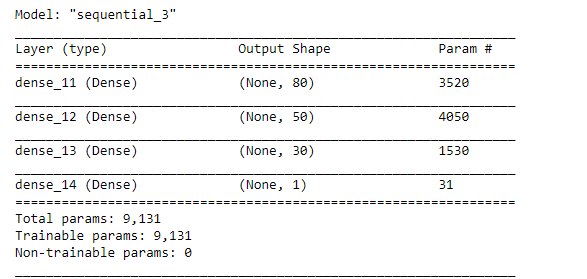 Model: "sequential_3"
Layer (type) Output Shape Param #
dense_11 (Dense) (None, 80) 3520
dense_12 (Dense) (None, 50) 4050
dense_13 (Dense) (None, 30) 1530
dense_14 (Dense) (None, 1) 31
Total params: 9,131
Trainable params: 9,131
Non-trainable params: 0